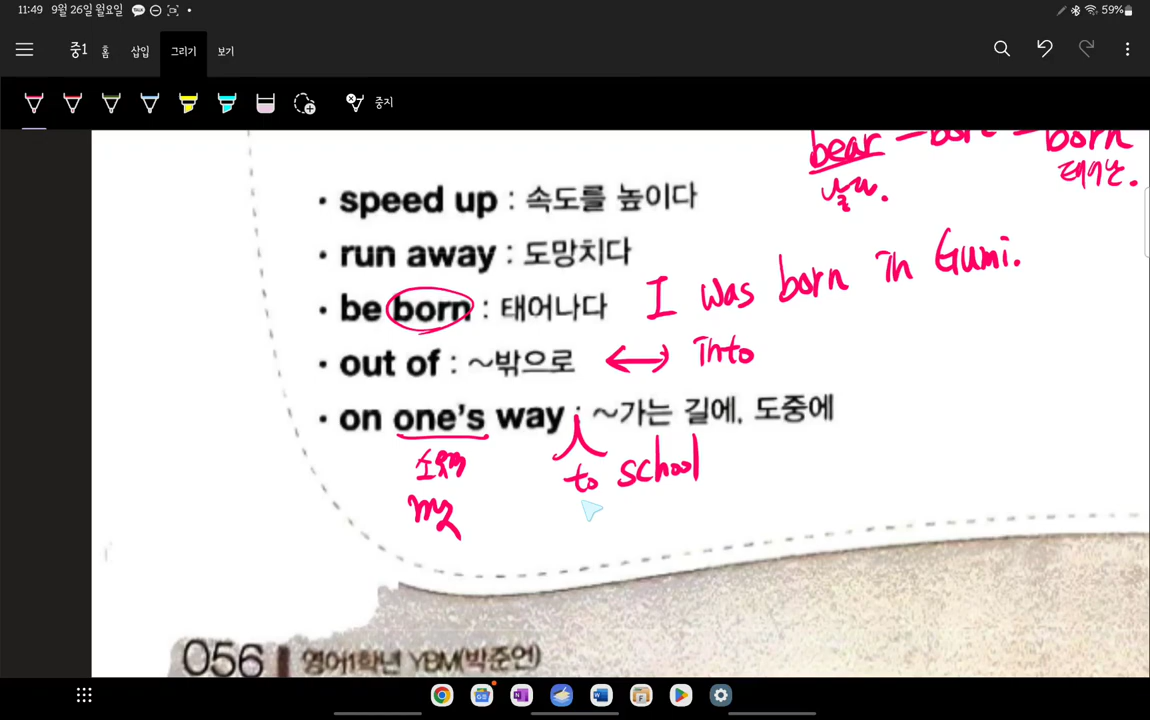 11:49 9월 26일 월요일 59%
중1 홈 삽입 그리기 보기
중지
bear - bore - born
낳다. 태어난.
• speed up : 속도를 높이다
• run away : 도망치다
• be born : 태어나다 I was born in Gumi.
• out of : ~밖으로 ↔ into
• on one's way : ~가는 길에, 도중에
소유격 to school
my
056 영어1학년 YBM(박준언)